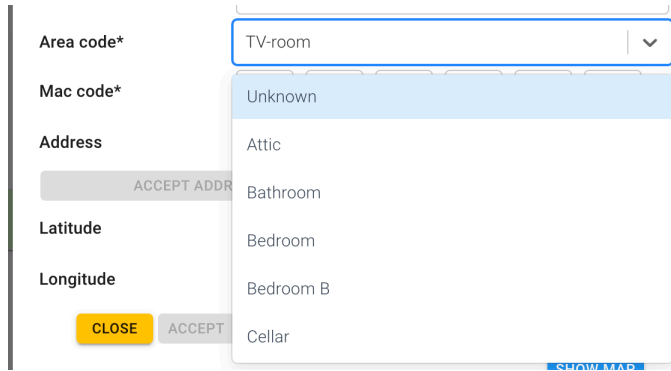 Area code*
TV-room
Mac code*
Unknown
Address
Attic
ACCEPT ADDR
Bathroom
Latitude
Bedroom
Longitude
Bedroom B
CLOSE
ACCEPT
Cellar
SHOW MAP